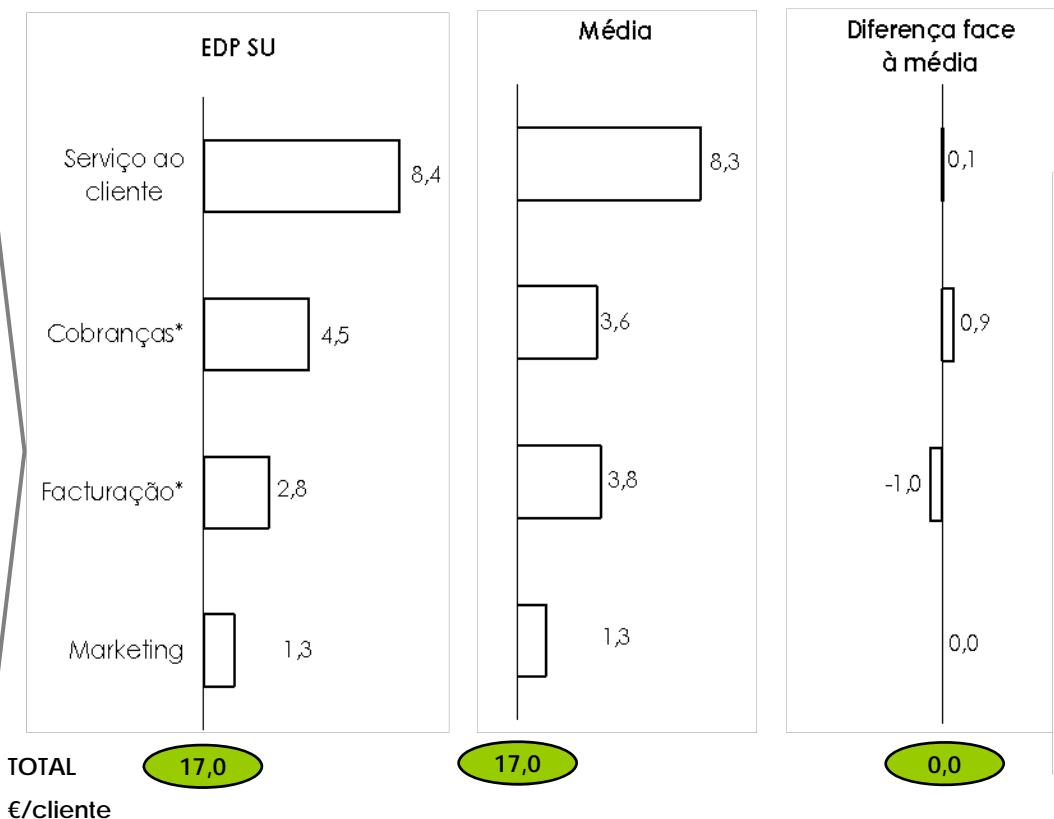 EDP SU
Média
Diferença face
à média
Serviço ao
cliente
8,4
8,3
0,1
Cobranças*
4,5
3,6
0,9
Facturação*
2,8
3,8
-1,0
Marketing
1,3
1,3
0,0
TOTAL
17,0
17,0
0,0
€/cliente